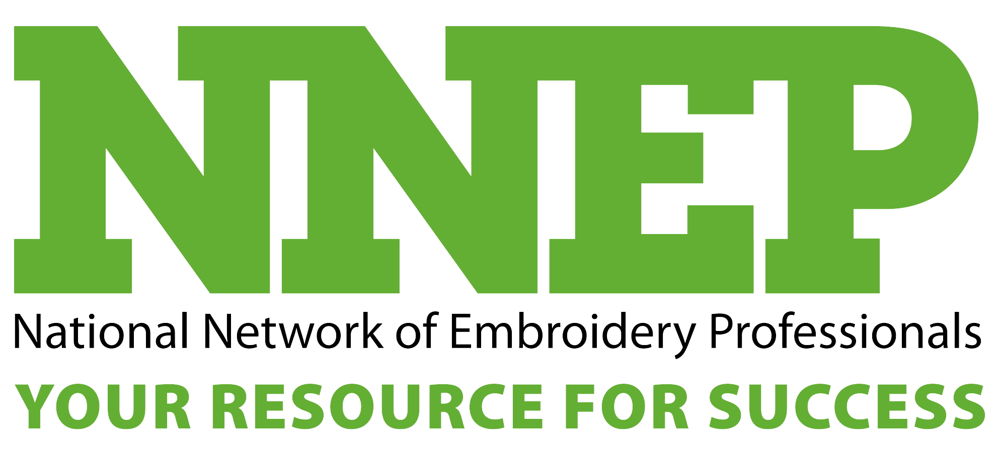 NNEP
National Network of Embroidery Professionals
YOUR RESOURCE FOR SUCCESS